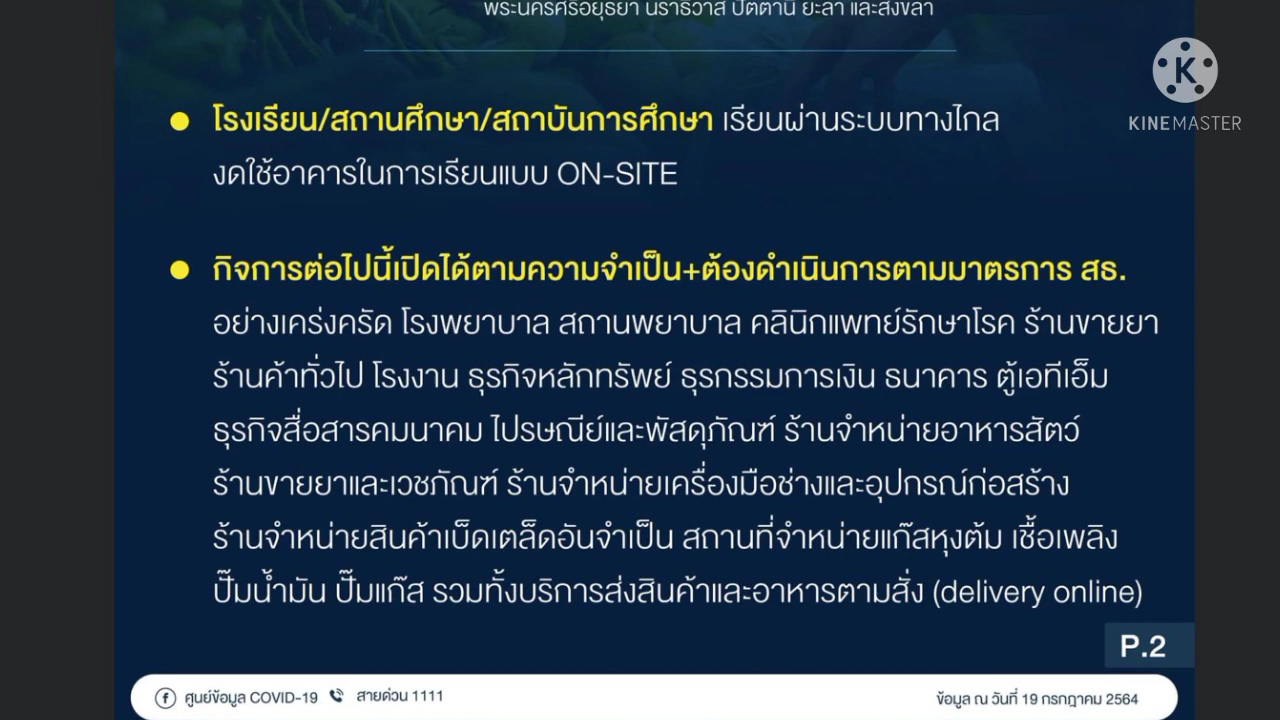 พระนครศรีอยุธยา นราธิวาส ปัตตานี ยะลา และสงขลา
K
KINEMASTER
โรงเรียน/สถานศึกษา/สถาบันการศึกษา เรียนผ่านระบบทางไกล
งดใช้อาคารในการเรียนแบบ ON-SITE
กิจการต่อไปนี้เปิดได้ตามความจำเป็น+ต้องดำเนินการตามมาตรการ สธ.
อย่างเคร่งครัด โรงพยาบาล สถานพยาบาล คลินิกแพทย์รักษาโรค ร้านขายยา
ร้านค้าทั่วไป โรงงาน ธุรกิจหลักทรัพย์ ธุรกรรมการเงิน ธนาคาร ตู้เอทีเอ็ม
ธุรกิจสื่อสารคมนาคม ไปรษณีย์และพัสดุภัณฑ์ ร้านจำหน่ายอาหารสัตว์
ร้านขายยาและเวชภัณฑ์ ร้านจำหน่ายเครื่องมือช่างและอุปกรณ์ก่อสร้าง
ร้านจำหน่ายสินค้าเบ็ดเตล็ดอันจำเป็น สถานที่จำหน่ายแก๊สหุงต้ม เชื้อเพลิง
ปั๊มน้ำมัน ปั๊มแก๊ส รวมทั้งบริการส่งสินค้าและอาหารตามสั่ง (delivery online)
P.2
ศูนย์ข้อมูล COVID-19 สายด่วน 1111
ข้อมูล ณ วันที่ 19 กรกฎาคม 2564